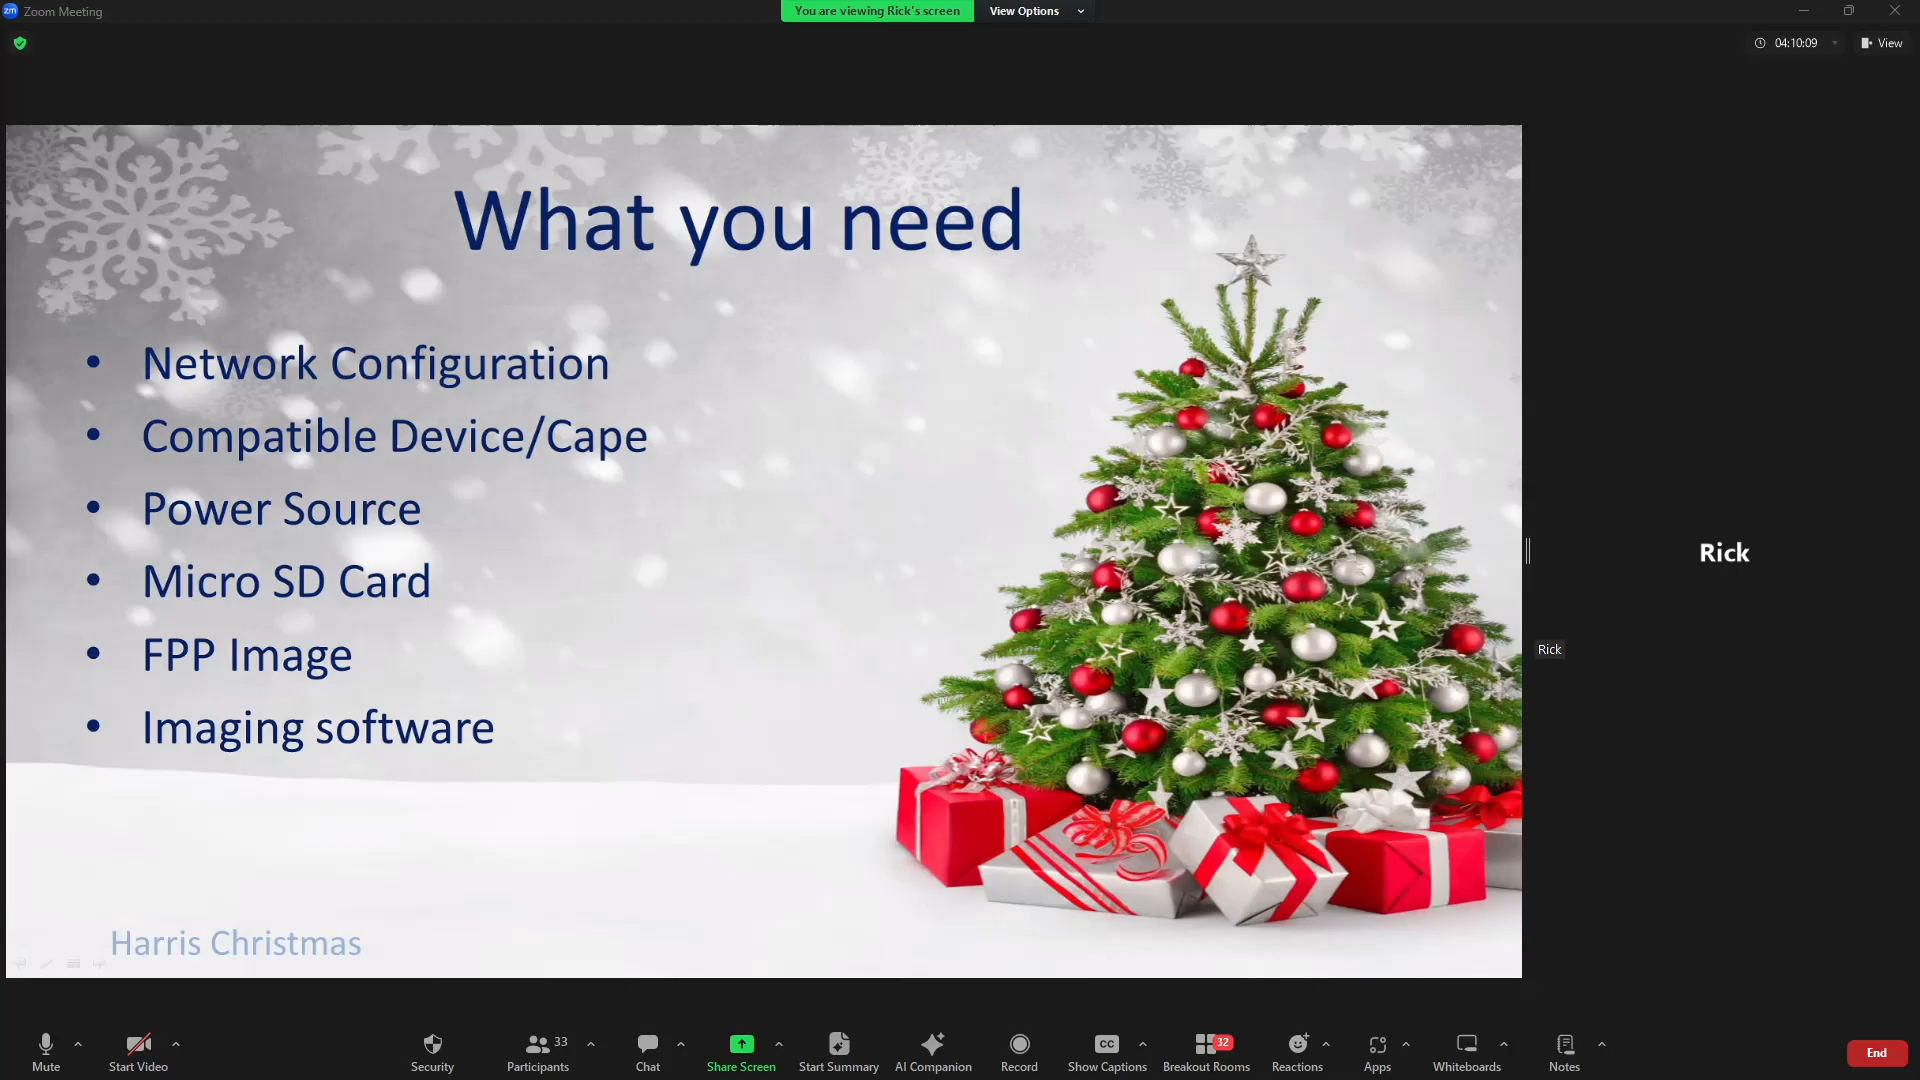 zm Zoom Meeting
You are viewing Rick's screen
View Options
04:10:09
View
What you need
• Network Configuration
• Compatible Device/Cape
• Power Source
• Micro SD Card
• FPP Image
• Imaging software
Harris Christmas
Rick
Rick
Mute
Start Video
Security
Participants 33
Chat
Share Screen
Start Summary
AI Companion
Record
CC Show Captions
Breakout Rooms 32
Reactions
Apps
Whiteboards
Notes
End